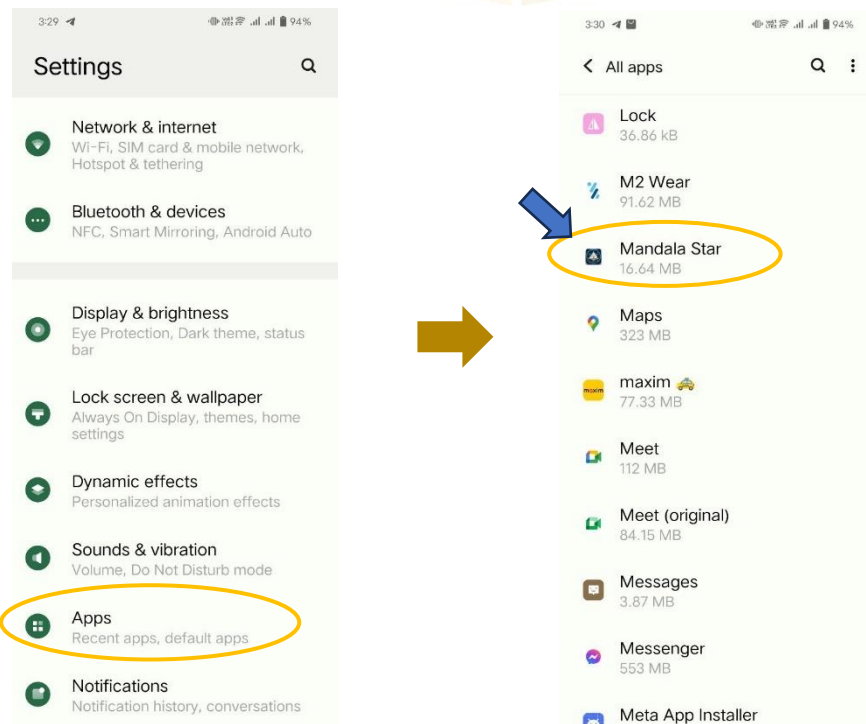 3:29
94%
Settings
Network & internet
Wi-Fi, SIM card & mobile network,
Hotspot & tethering
Bluetooth & devices
NFC, Smart Mirroring, Android Auto
Display & brightness
Eye Protection, Dark theme, status
bar
Lock screen & wallpaper
Always On Display, themes, home
settings
Dynamic effects
Personalized animation effects
Sounds & vibration
Volume, Do Not Disturb mode
Apps
Recent apps, default apps
Notifications
Notification history, conversations
3:30
94%
All apps
Lock
36.86 kB
M2 Wear
91.62 MB
Mandala Star
16.64 MB
Maps
323 MB
maxim
maxim 🚕
77.33 MB
Meet
112 MB
Meet (original)
84.15 MB
Messages
3.87 MB
Messenger
553 MB
Meta App Installer